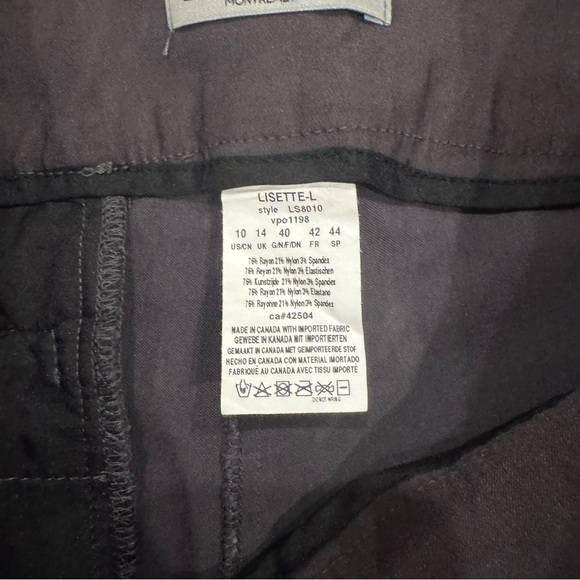 MONTREAL
LISETTE-L
style LS8010
vpo1198
10 14 40 42 44
US/CN UK G/N/F/DN FR SP
76% Rayon 21% Nylon 3% Spandex
76% Reyon 21% Nylon 3% Elastischen
76% Kunstzijde 21% Nylon 3% Spandex
76% Rayon 21% Nylon 3% Elastano
76% Rayonne 21% Nylon 3% Spandex
ca#42504
MADE IN CANADA WITH IMPORTED FABRIC
GEWEBE IN KANADA MIT IMPORTIERTEN
GEMAAKT IN CANADA MET GEIMPORTEERDE STOF
HECHO EN CANADA CON MATERIAL IMORTADO
FABRIQUÉ AU CANADA AVEC TISSU IMPORTÉ
DO NOT WRING